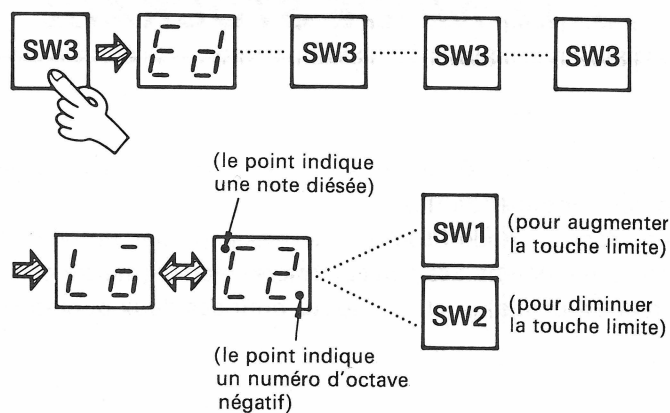 SW3 Ed SW3 SW3 SW3
(le point indique
une note diésée)
Lō C2
SW1 (pour augmenter
la touche limite)
SW2 (pour diminuer
la touche limite)
(le point indique
un numéro d'octave
négatif)